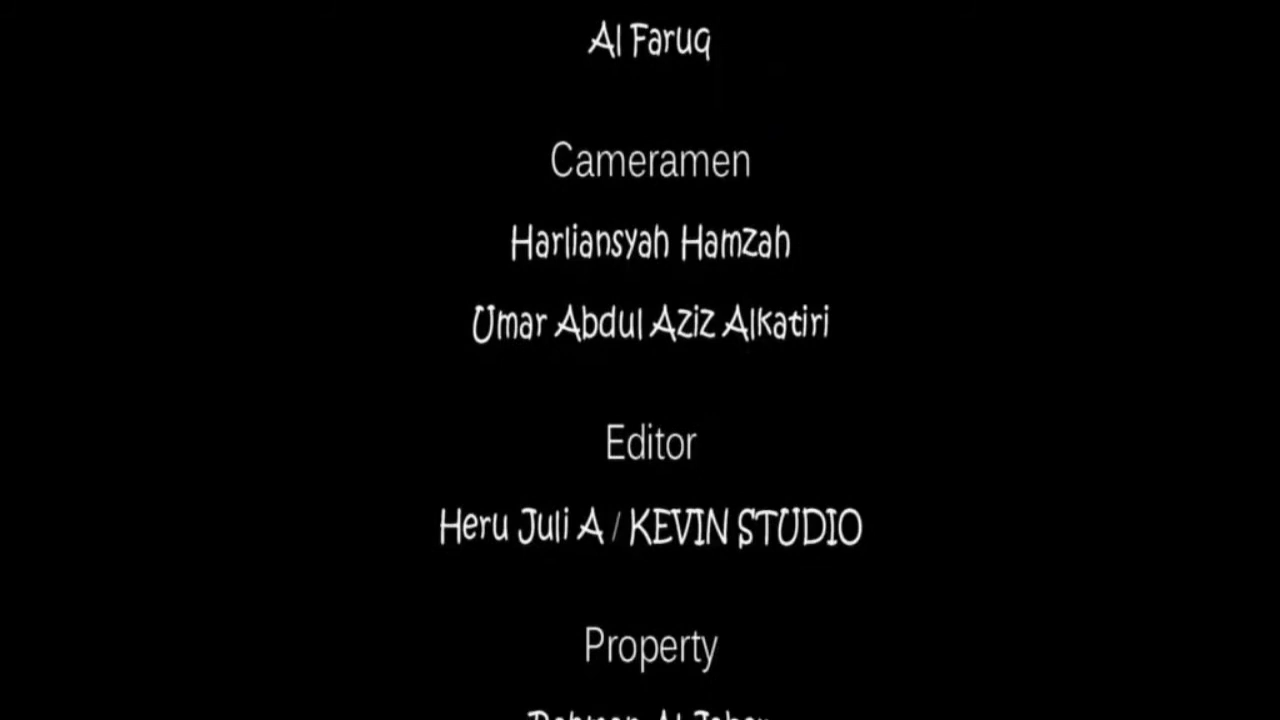 Al Faruq
Cameramen
Harliansyah Hamzah
Umar Abdul Aziz Alkatiri
Editor
Heru Juli A / KEVIN STUDIO
Property